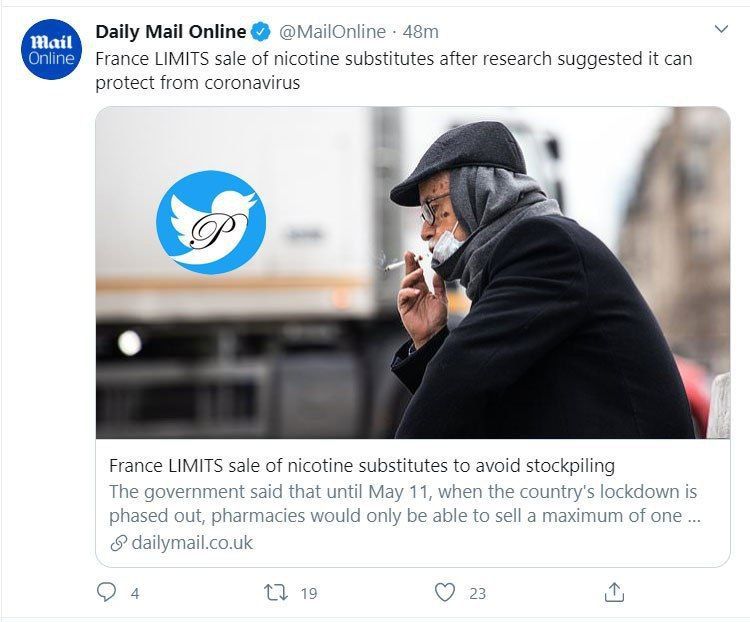 Mail
Online
Daily Mail Online @MailOnline · 48m
France LIMITS sale of nicotine substitutes after research suggested it can
protect from coronavirus
P
France LIMITS sale of nicotine substitutes to avoid stockpiling
The government said that until May 11, when the country's lockdown is
phased out, pharmacies would only be able to sell a maximum of one ...
dailymail.co.uk
4 19 23